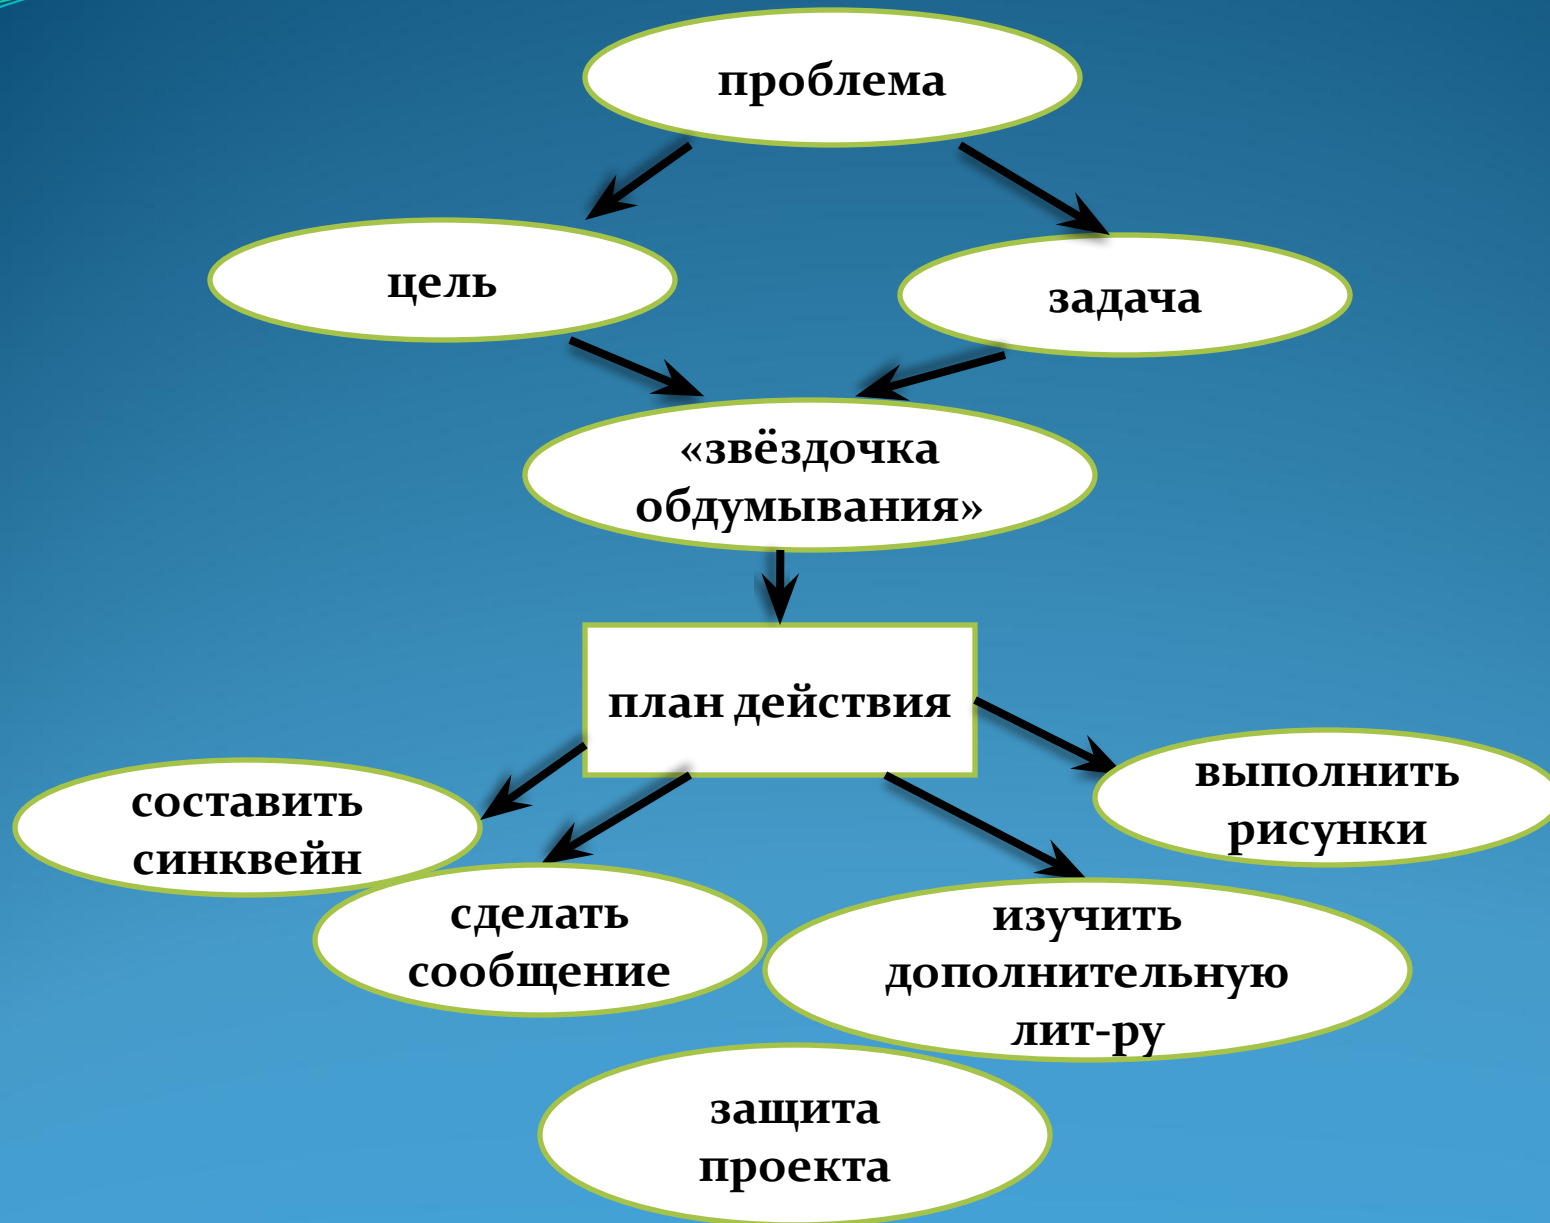 проблема
цель
задача
«звёздочка
обдумывания»
план действия
выполнить
рисунки
составить
синквейн
сделать
сообщение
изучить
дополнительную
лит-ру
защита
проекта